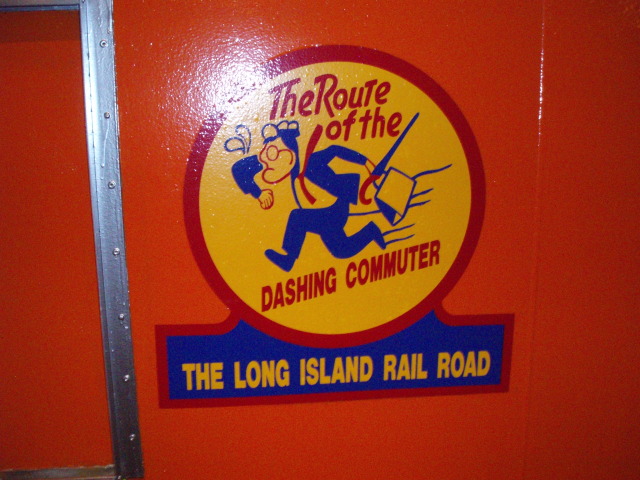 The Route
of the
DASHING COMMUTER
THE LONG ISLAND RAIL ROAD